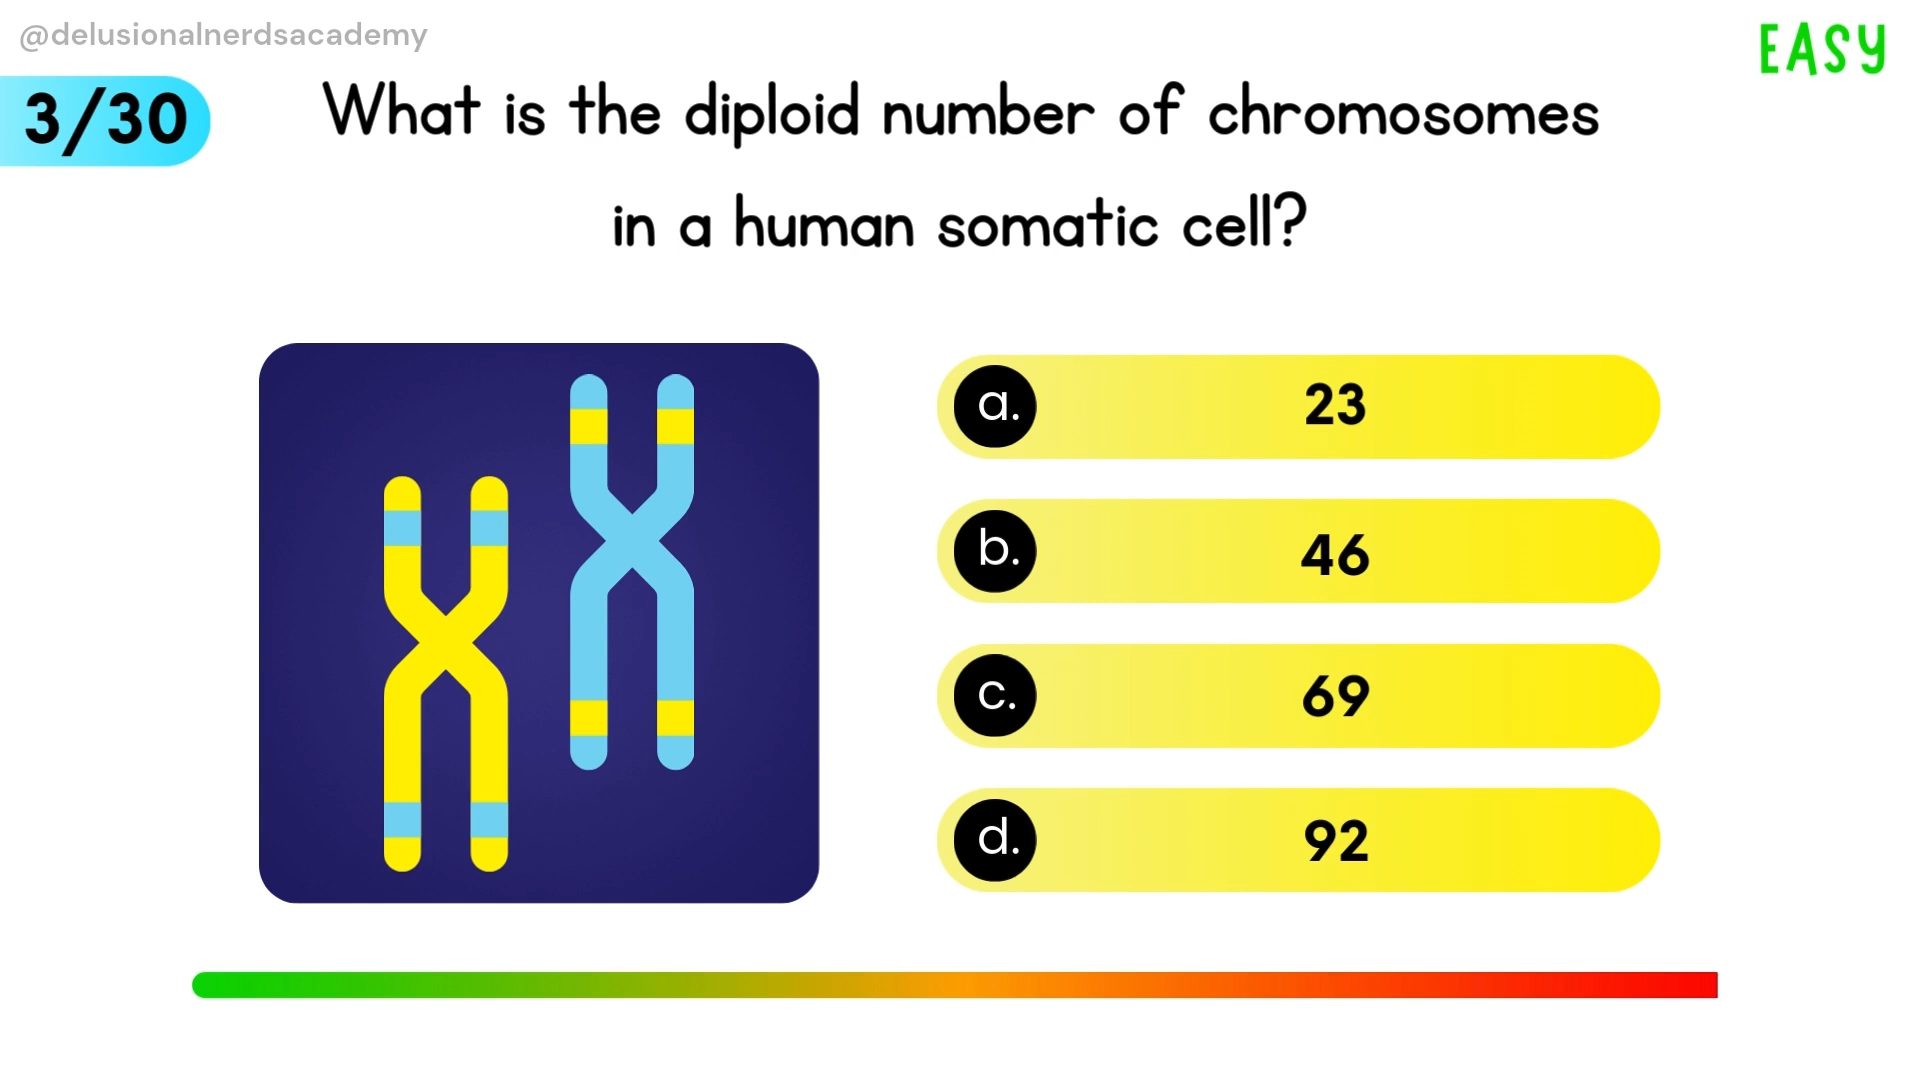 @delusionalnerdsacademy
EASY
3/30
What is the diploid number of chromosomes
in a human somatic cell?
a. 23
b. 46
c. 69
d. 92